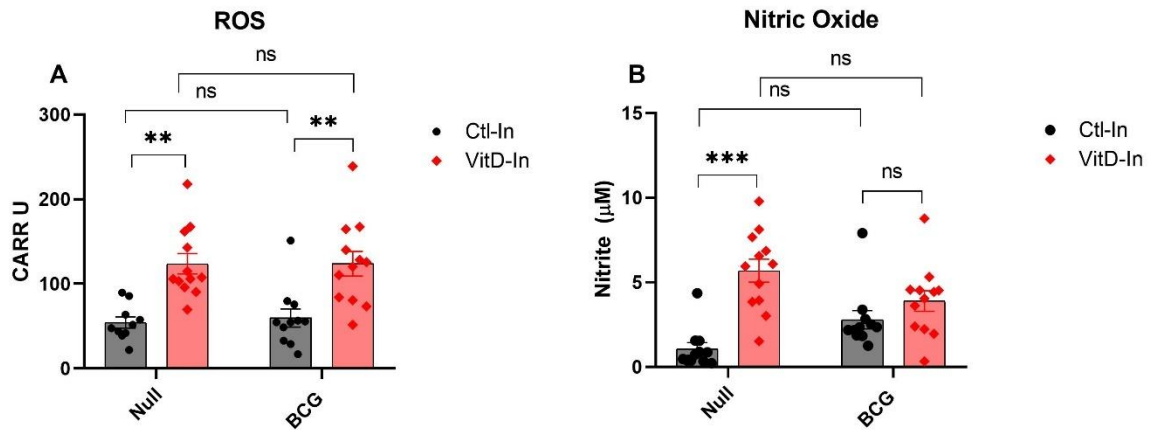 ROS
A
ns
ns
**
**
CARR U
300
200
100
0
Null
BCG
Ctl-In
VitD-In
Nitric Oxide
B
ns
ns
***
ns
Nitrite (μM)
15
10
5
0
Null
BCG
Ctl-In
VitD-In